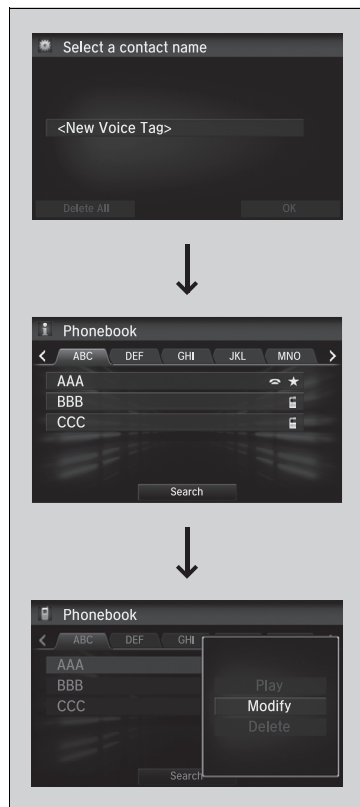 Select a contact name
<New Voice Tag>
Delete All OK
Phonebook
ABC DEF GHI JKL MNO
AAA
BBB
CCC
Search
Phonebook
ABC DEF GHI
AAA
BBB
CCC
Play
Modify
Delete
Search